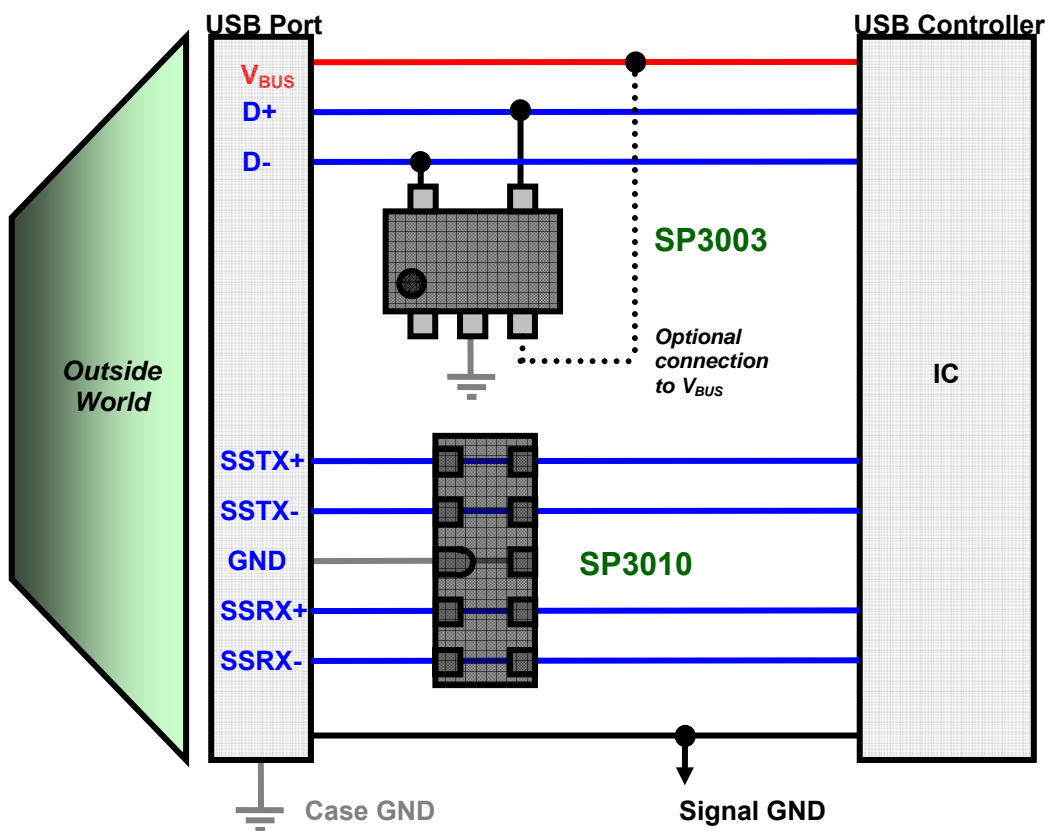 USB Port
USB Controller
VBUS
D+
D-
SP3003
Optional
connection
to VBUS
Outside
World
IC
SSTX+
SSTX-
GND
SP3010
SSRX+
SSRX-
Case GND
Signal GND